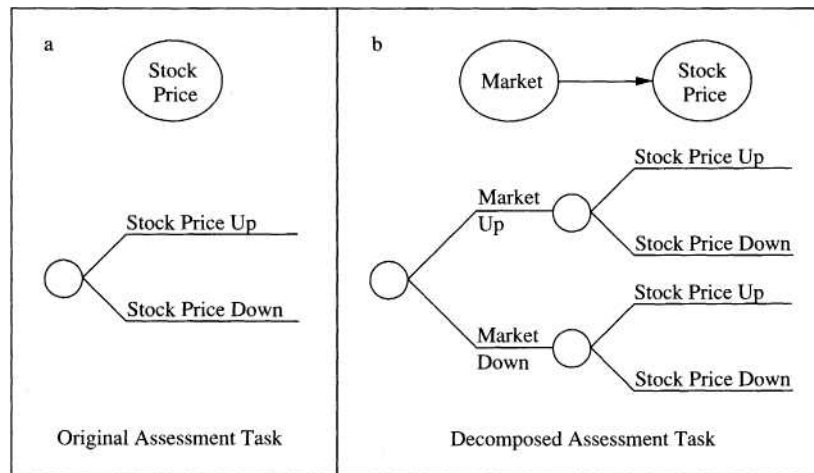 a
Stock
Price
Stock Price Up
Stock Price Down
Original Assessment Task
b
Market
Stock
Price
Market
Up
Stock Price Up
Stock Price Down
Market
Down
Stock Price Up
Stock Price Down
Decomposed Assessment Task